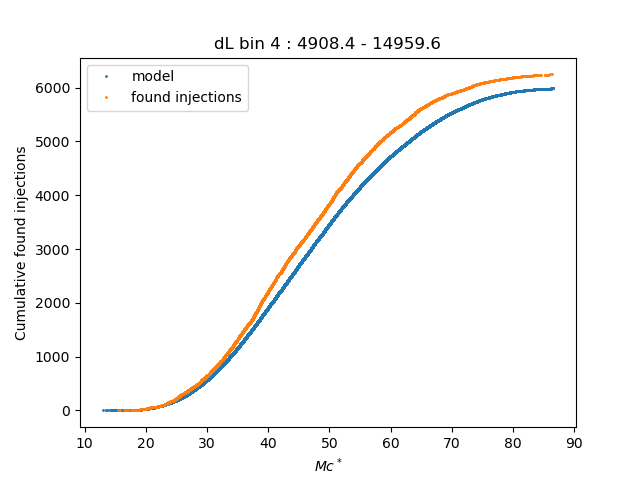 dL bin 4 : 4908.4 - 14959.6
model
found injections
Cumulative found injections
6000
5000
4000
3000
2000
1000
0
10 20 30 40 50 60 70 80 90
Mc*